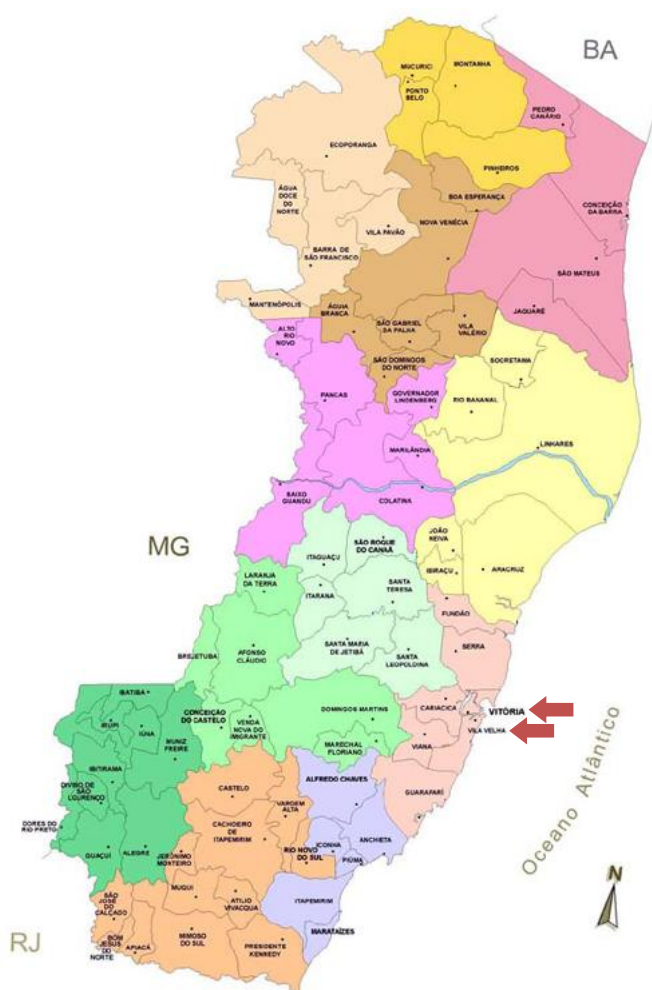 BA
MUCURICI
MONTANHA
PONTO
BELO
PEDRO
CANÁRIO
ECOPORANGA
PINHEIROS
ÁGUA
DOCE DO
NORTE
BOA ESPERANÇA
CONCEIÇÃO
DA BARRA
NOVA VENÉCIA
VILA PAVÃO
BARRA DE
SÃO FRANCISCO
SÃO MATEUS
MANTENÓPOLIS
ÁGUIA
BRANCA
JAGUARÉ
SÃO GABRIEL
DA PALHA
VILA
VALÉRIO
ALTO
RIO
NOVO
SÃO DOMINGOS
DO NORTE
SOORETAMA
PANCAS
GOVERNADOR
LINDENBERG
RIO BANANAL
LINHARES
MARILÂNDIA
BAIXO
GUANDU
COLATINA
MG
JOÃO
NEIVA
SÃO ROQUE
DO CANAÃ
ITAGUAÇU
IBIRAÇU
ARACRUZ
LARANJA
DA TERRA
ITARANA
SANTA
TERESA
FUNDÃO
BREJETUBA
AFONSO
CLÁUDIO
SANTA MARIA
DE JETIBÁ
SANTA
LEOPOLDINA
SERRA
IBATIBA
CONCEIÇÃO
DO CASTELO
VENDA
NOVA DO
IMIGRANTE
DOMINGOS MARTINS
CARIACICA
VITÓRIA
VILA VELHA
IRUPI
IÚNA
MUNIZ
FREIRE
MARECHAL
FLORIANO
VIANA
IBITIRAMA
ALFREDO CHAVES
GUARAPARÍ
DIVISO DE
SÃO
LOURENÇO
CASTELO
VARGEM
ALTA
DORES DO
RIO PRETO
CACHOEIRO
DE
ITAPEMIRIM
ANCHIETA
GUAÇUÍ
ALEGRE
JERÔNIMO
MONTEIRO
RIO NOVO
DO SUL
ICONHA
PIÚMA
Oceano Atlântico
N
MUQUI
ATILIO
VIVACQUA
ITAPEMIRIM
SÃO
JOSÉ DO
CALÇADO
BOM
JESUS DO
NORTE
APIACÁ
MIMOSO
DO SUL
PRESIDENTE
KENNEDY
MARATAÍZES
RJ